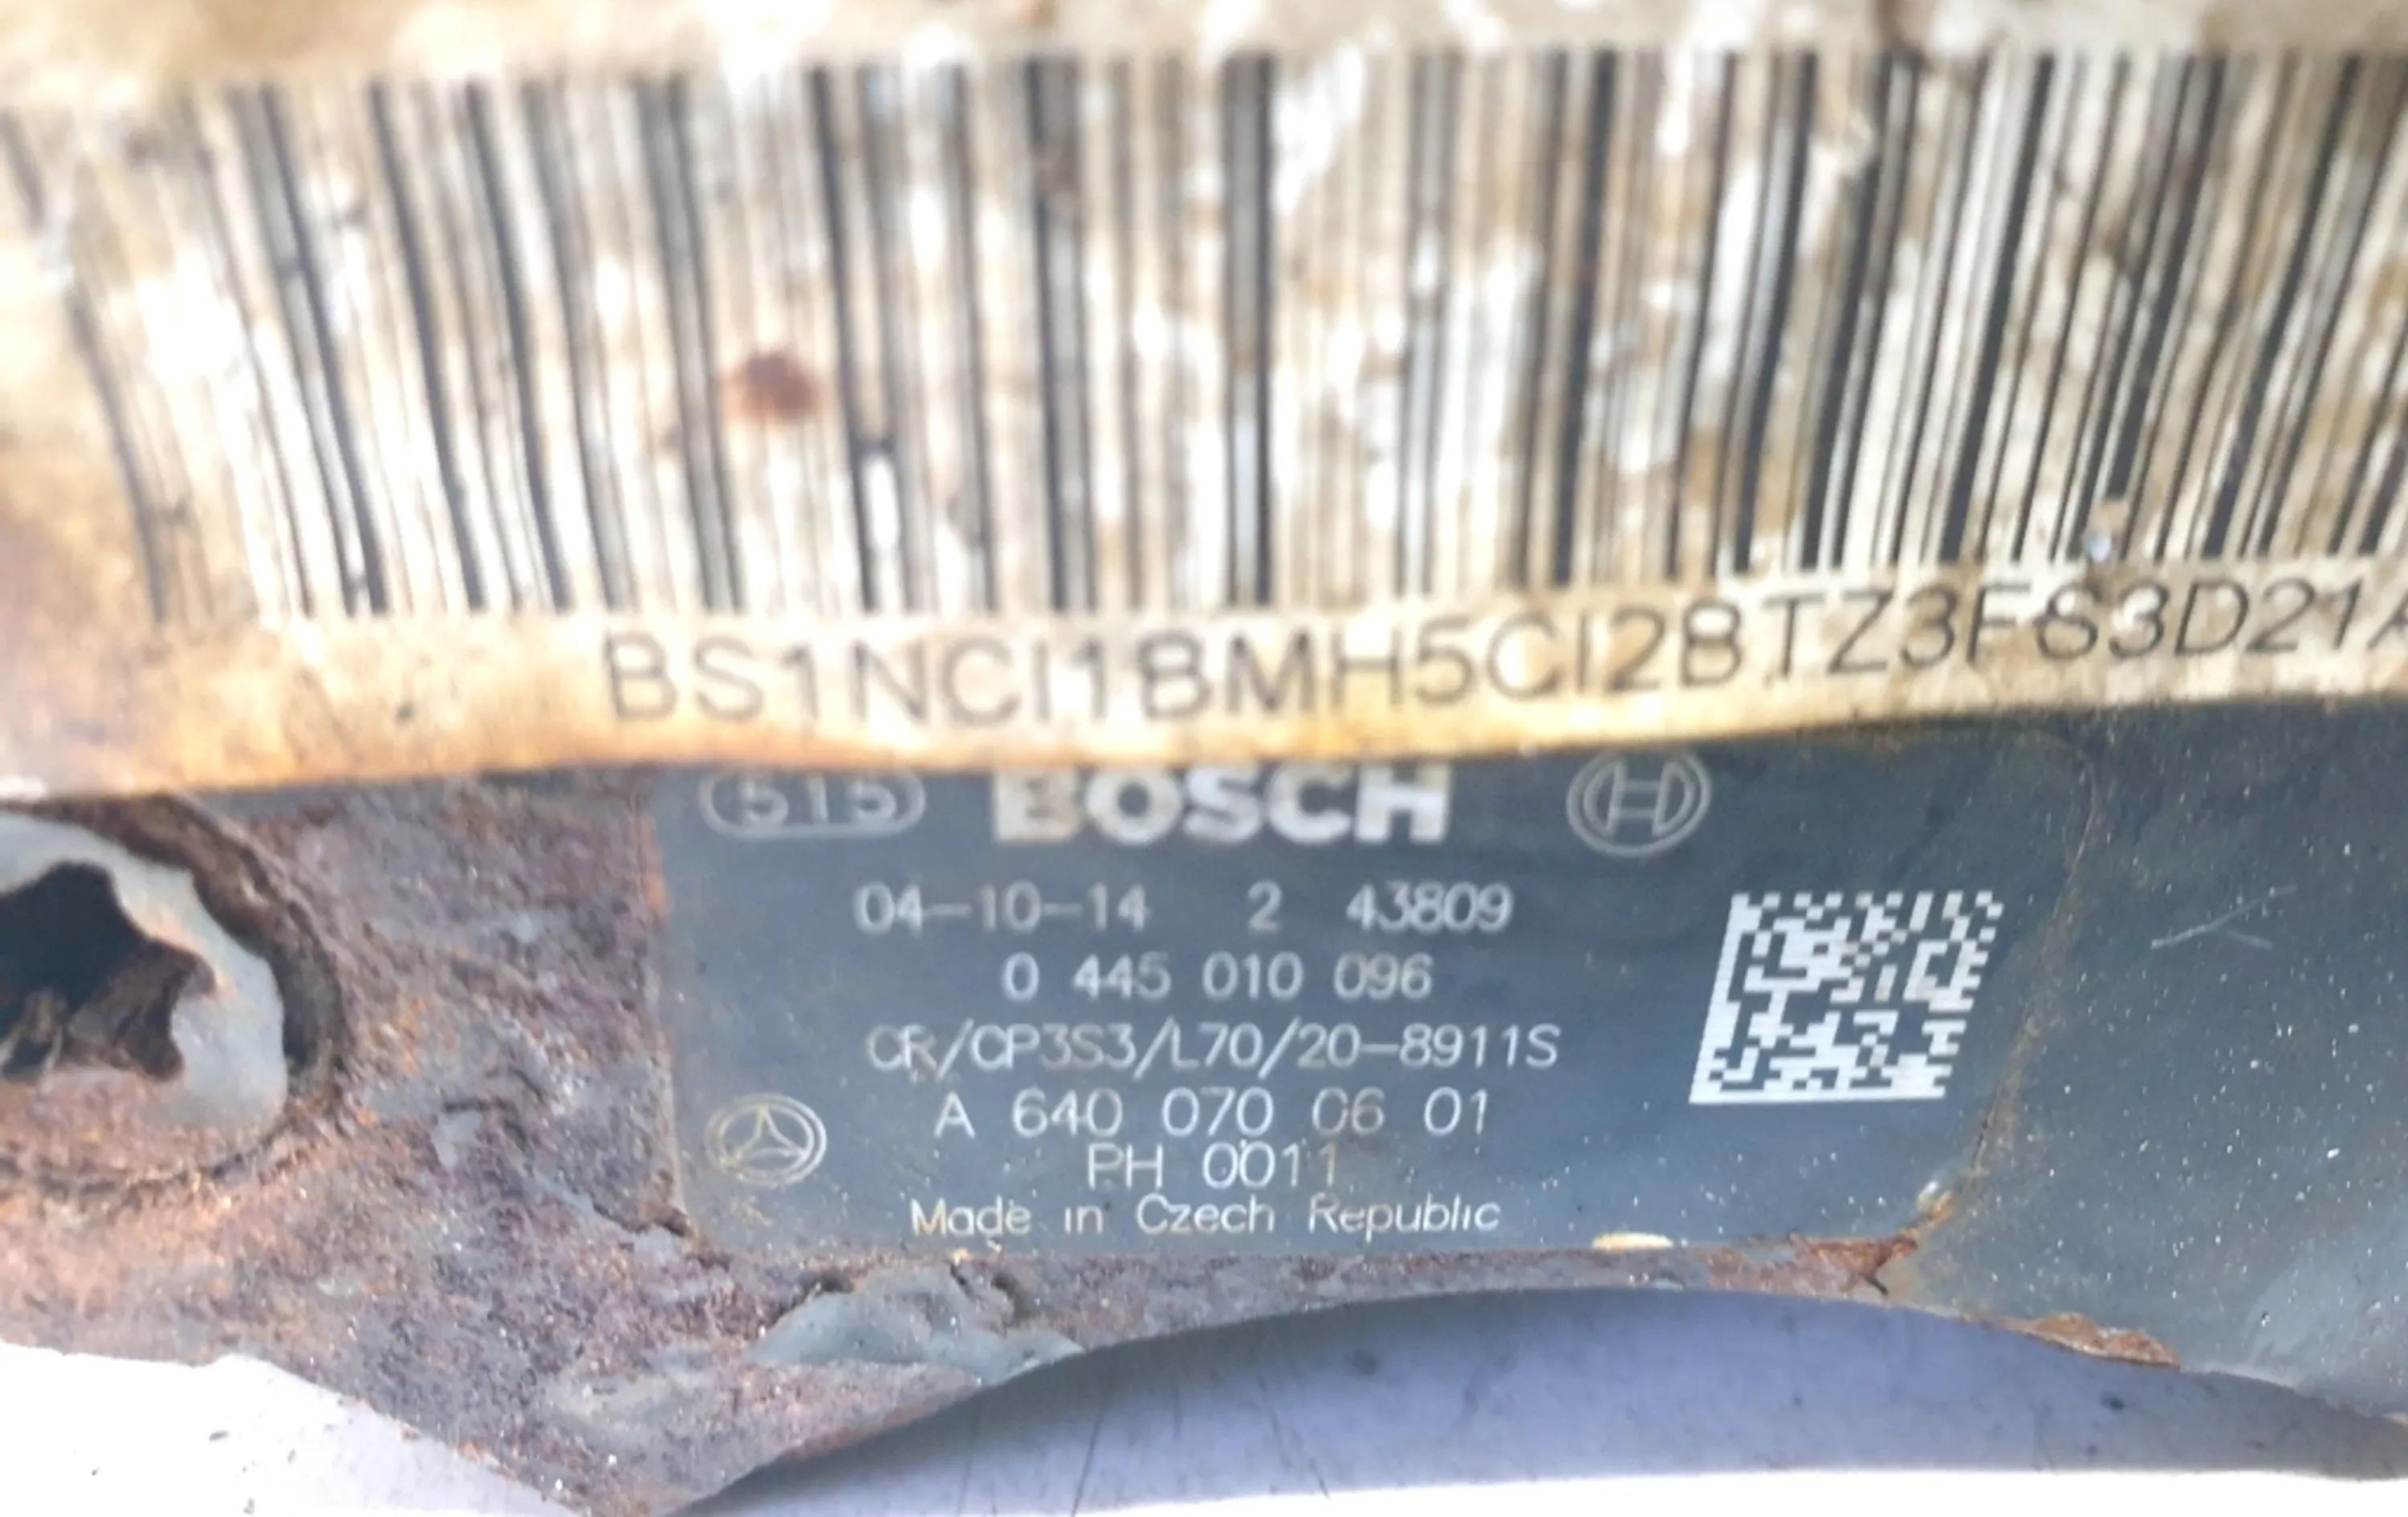 BS1NCI1BMH5CI2BTZ3FS3D21A
515 BOSCH
04-10-14 2 43809
0 445 010 096
CR/CP3S3/L70/20-8911S
A 640 070 06 01
PH 0011
Made in Czech Republic